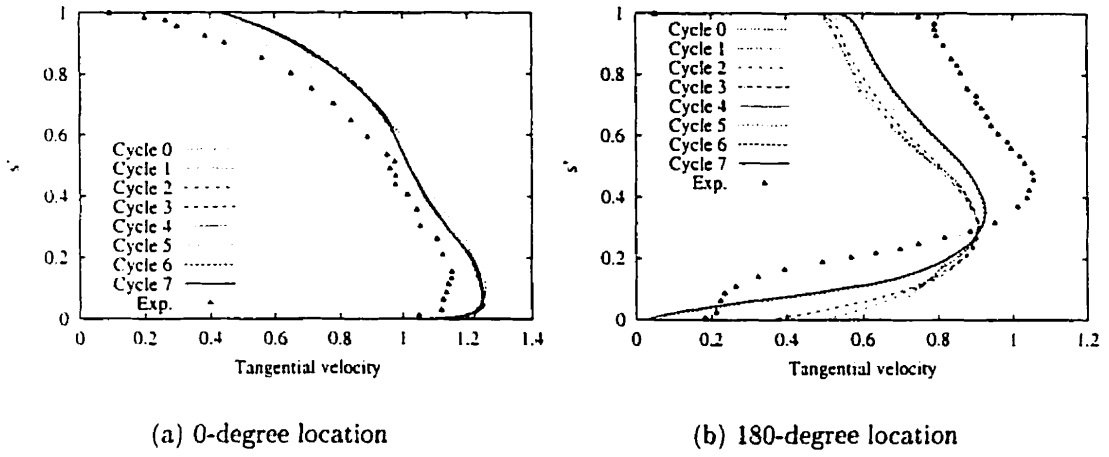 1
0.8
0.6
s'
0.4
0.2
0
Cycle 0
Cycle 1
Cycle 2
Cycle 3
Cycle 4
Cycle 5
Cycle 6
Cycle 7
Exp.
0 0.2 0.4 0.6 0.8 1 1.2 1.4
Tangential velocity
(a) 0-degree location
1
0.8
0.6
s'
0.4
0.2
0
Cycle 0
Cycle 1
Cycle 2
Cycle 3
Cycle 4
Cycle 5
Cycle 6
Cycle 7
Exp.
0 0.2 0.4 0.6 0.8 1 1.2
Tangential velocity
(b) 180-degree location